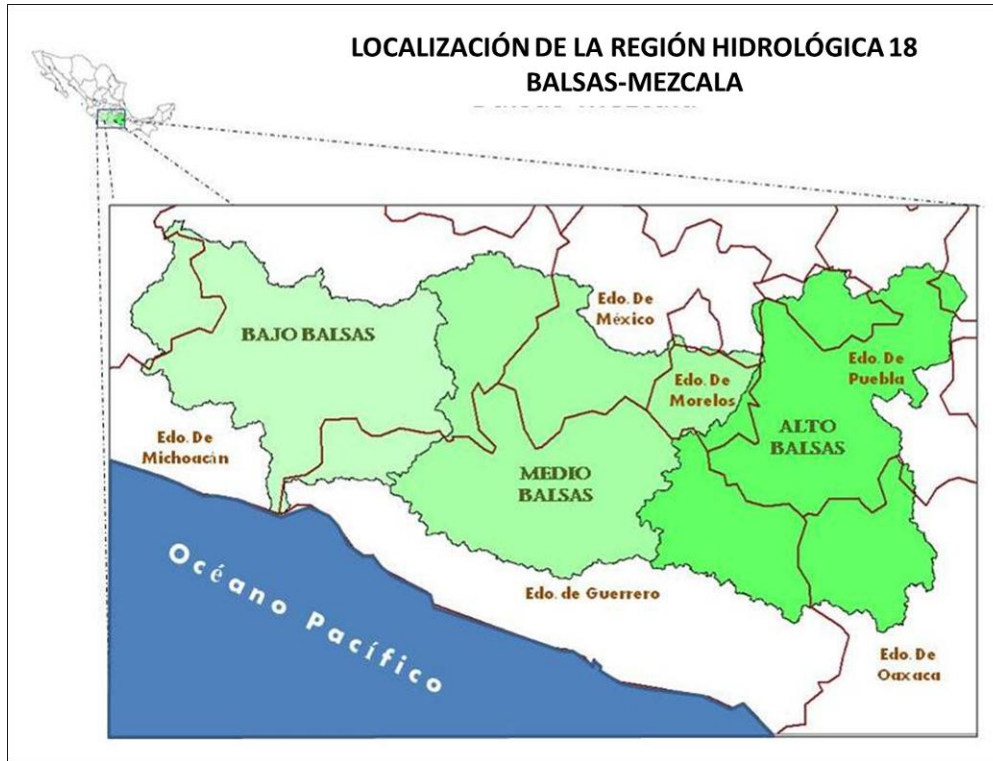 LOCALIZACIÓN DE LA REGIÓN HIDROLÓGICA 18
BALSAS-MEZCALA
BAJO BALSAS
Edo. De
México
Edo. De
Morelos
Edo. De
Puebla
ALTO
BALSAS
Edo. De
Michoacán
MEDIO
BALSAS
Edo. de Guerrero
Edo. De
Oaxaca
Océano Pacífico